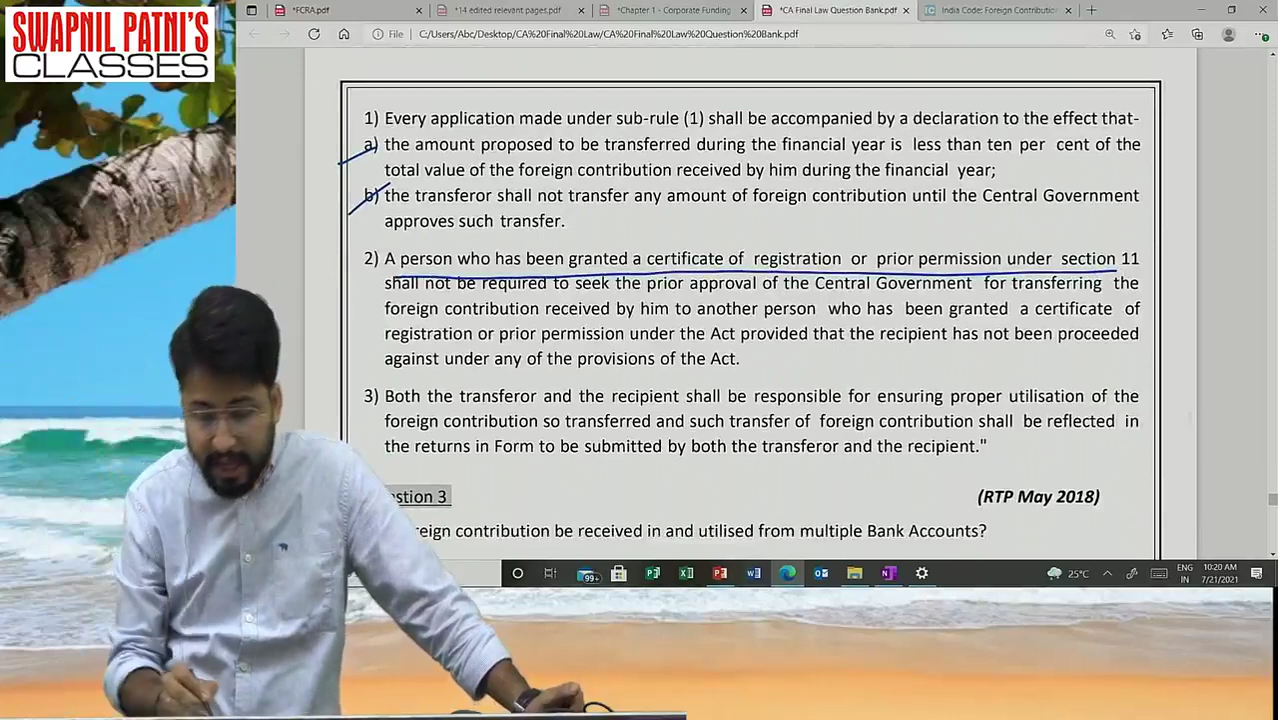 SWAPNIL PATNI'S
CLASSES
*FCRA.pdf
*14 edited relevant pages.pdf
*Chapter 1 - Corporate Funding
*CA Final Law Question Bank.pdf
India Code: Foreign Contributio
File C:/Users/Abc/Desktop/CA%20Final%20Law/CA%20Final%20Law%20Question%20Bank.pdf
1) Every application made under sub-rule (1) shall be accompanied by a declaration to the effect that-
a) the amount proposed to be transferred during the financial year is less than ten per cent of the
total value of the foreign contribution received by him during the financial year;
b) the transferor shall not transfer any amount of foreign contribution until the Central Government
approves such transfer.
2) A person who has been granted a certificate of registration or prior permission under section 11
shall not be required to seek the prior approval of the Central Government for transferring the
foreign contribution received by him to another person who has been granted a certificate of
registration or prior permission under the Act provided that the recipient has not been proceeded
against under any of the provisions of the Act.
3) Both the transferor and the recipient shall be responsible for ensuring proper utilisation of the
foreign contribution so transferred and such transfer of foreign contribution shall be reflected in
the returns in Form to be submitted by both the transferor and the recipient."
estion 3 (RTP May 2018)
reign contribution be received in and utilised from multiple Bank Accounts?
99+
25°C
ENG
IN
10:20 AM
7/21/2021